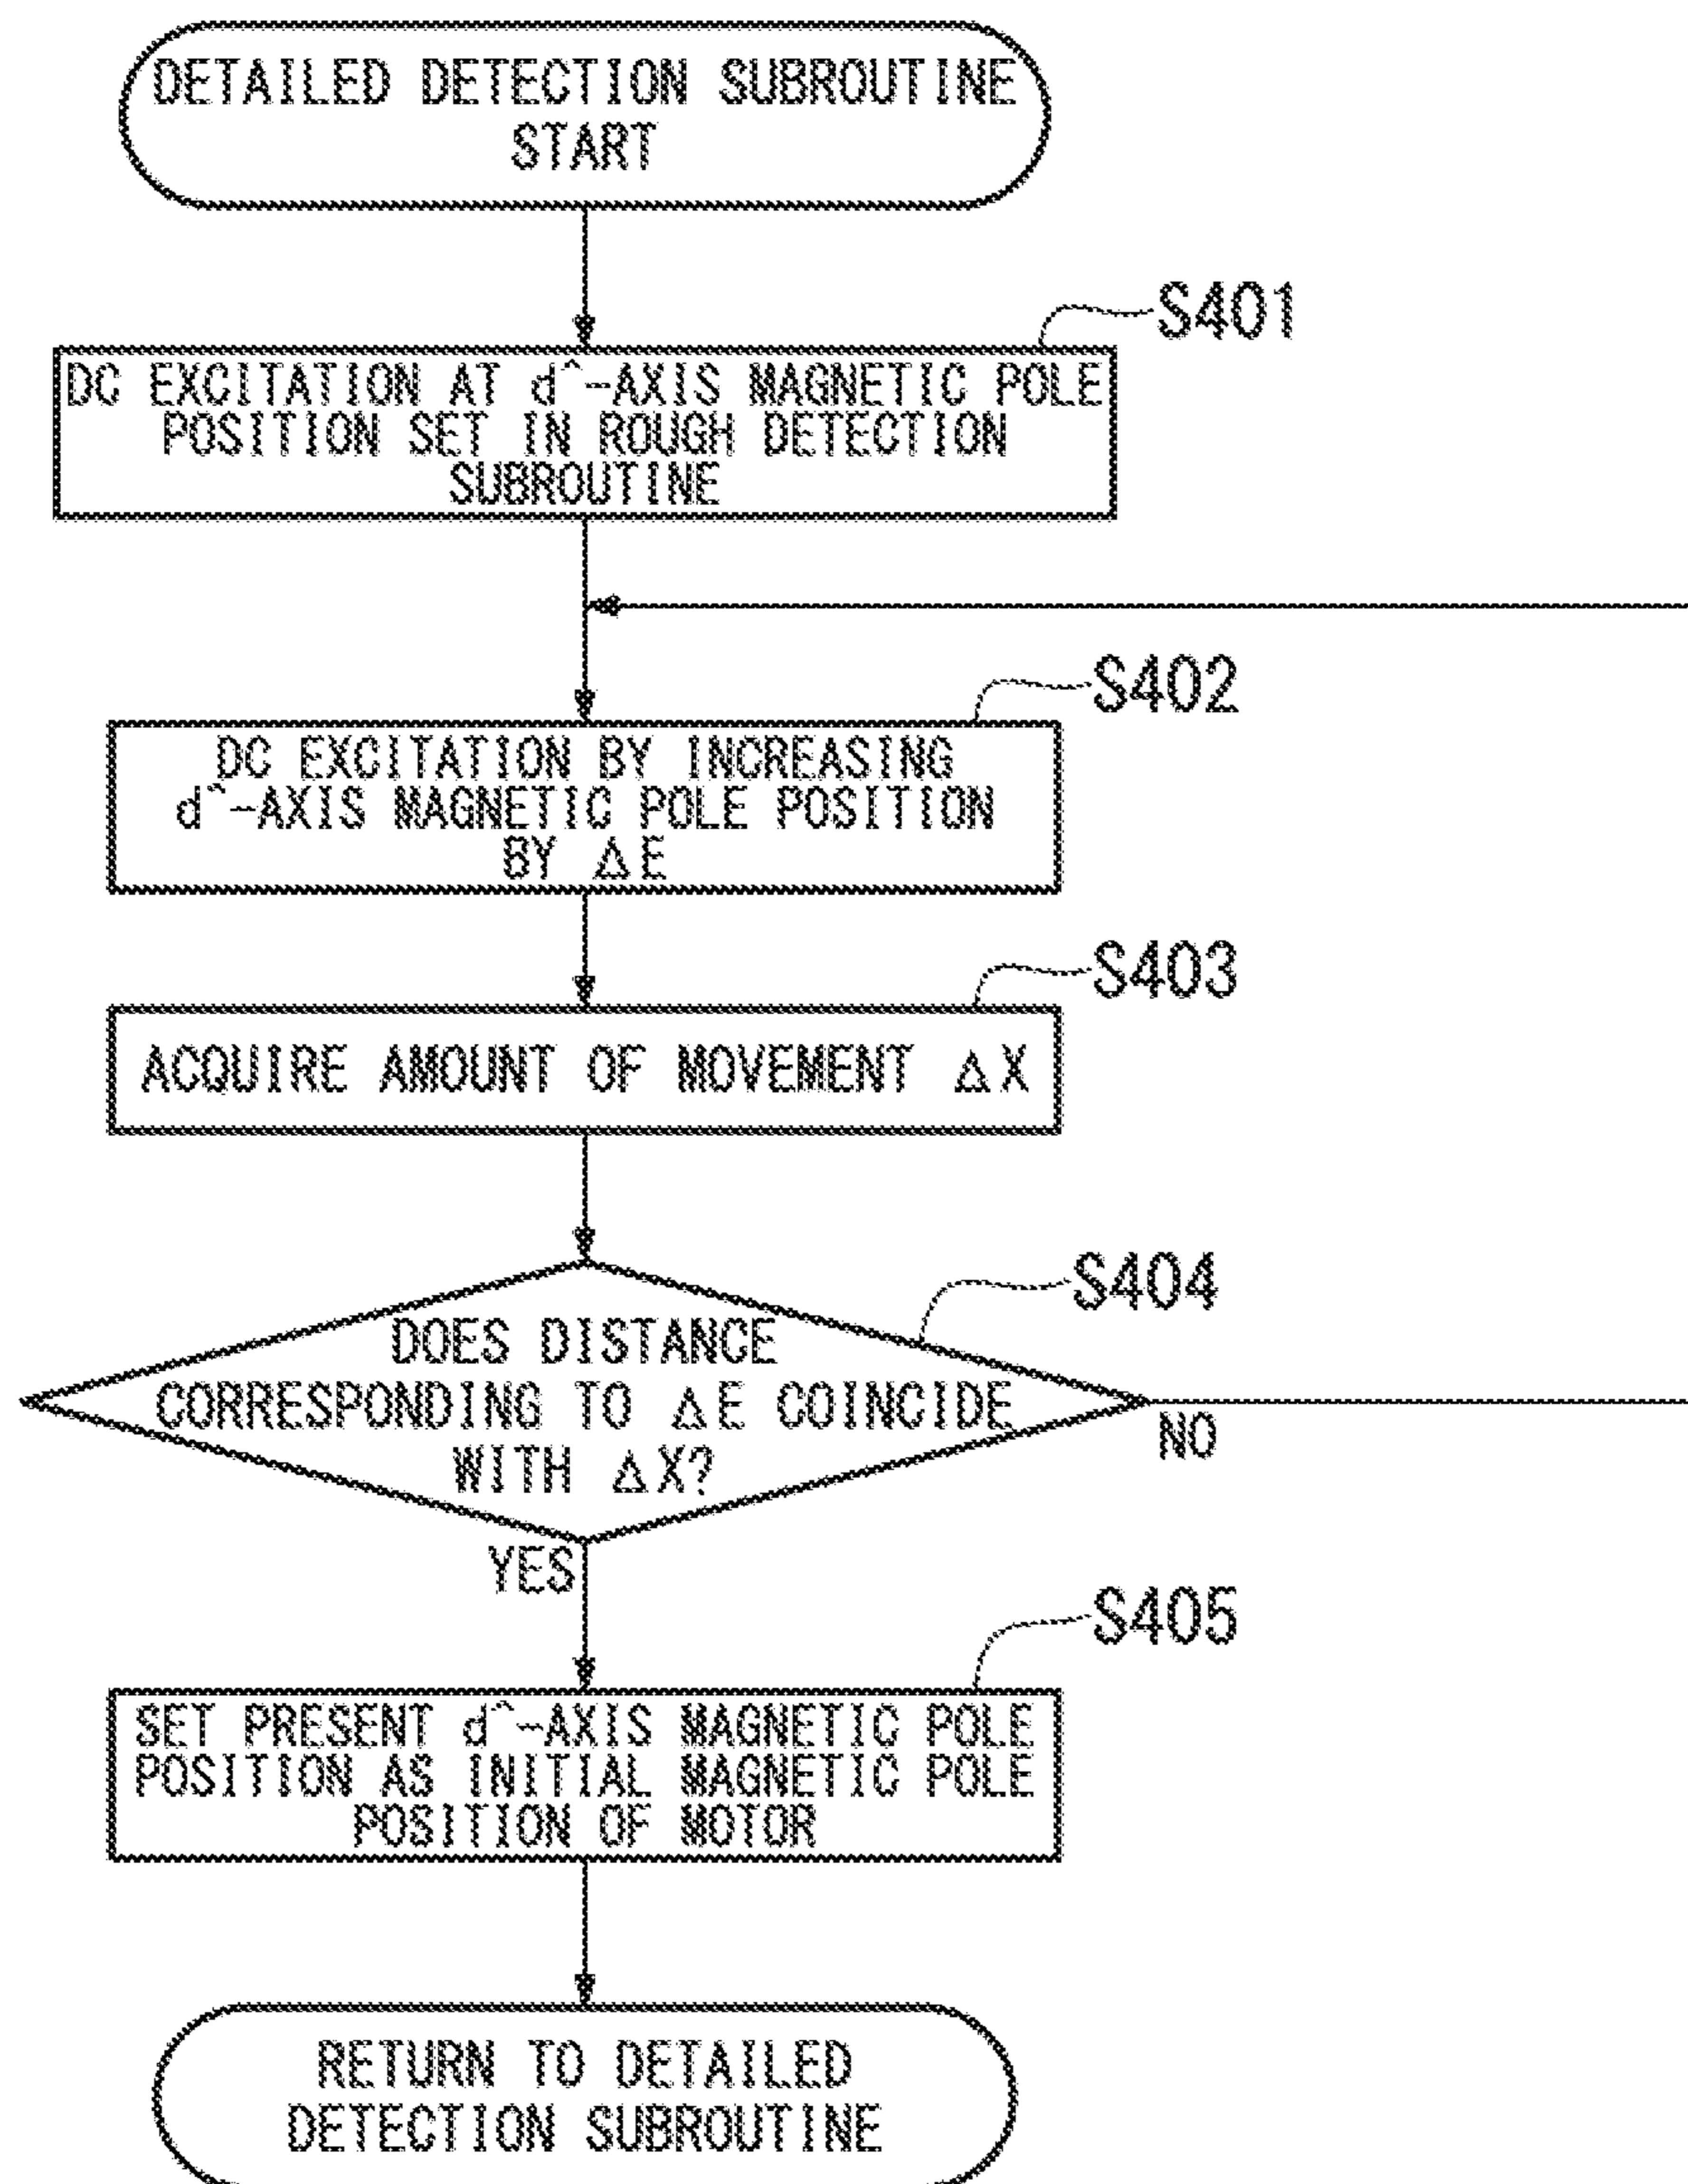 DETAILED DETECTION SUBROUTINE
START
S401
DC EXCITATION AT d^-AXIS MAGNETIC POLE
POSITION SET IN ROUGH DETECTION
SUBROUTINE
S402
DC EXCITATION BY INCREASING
d^-AXIS MAGNETIC POLE POSITION
BY ΔE
S403
ACQUIRE AMOUNT OF MOVEMENT ΔX
S404
DOES DISTANCE
CORRESPONDING TO ΔE COINCIDE
WITH ΔX?
NO
YES
S405
SET PRESENT d^-AXIS MAGNETIC POLE
POSITION AS INITIAL MAGNETIC POLE
POSITION OF MOTOR
RETURN TO DETAILED
DETECTION SUBROUTINE